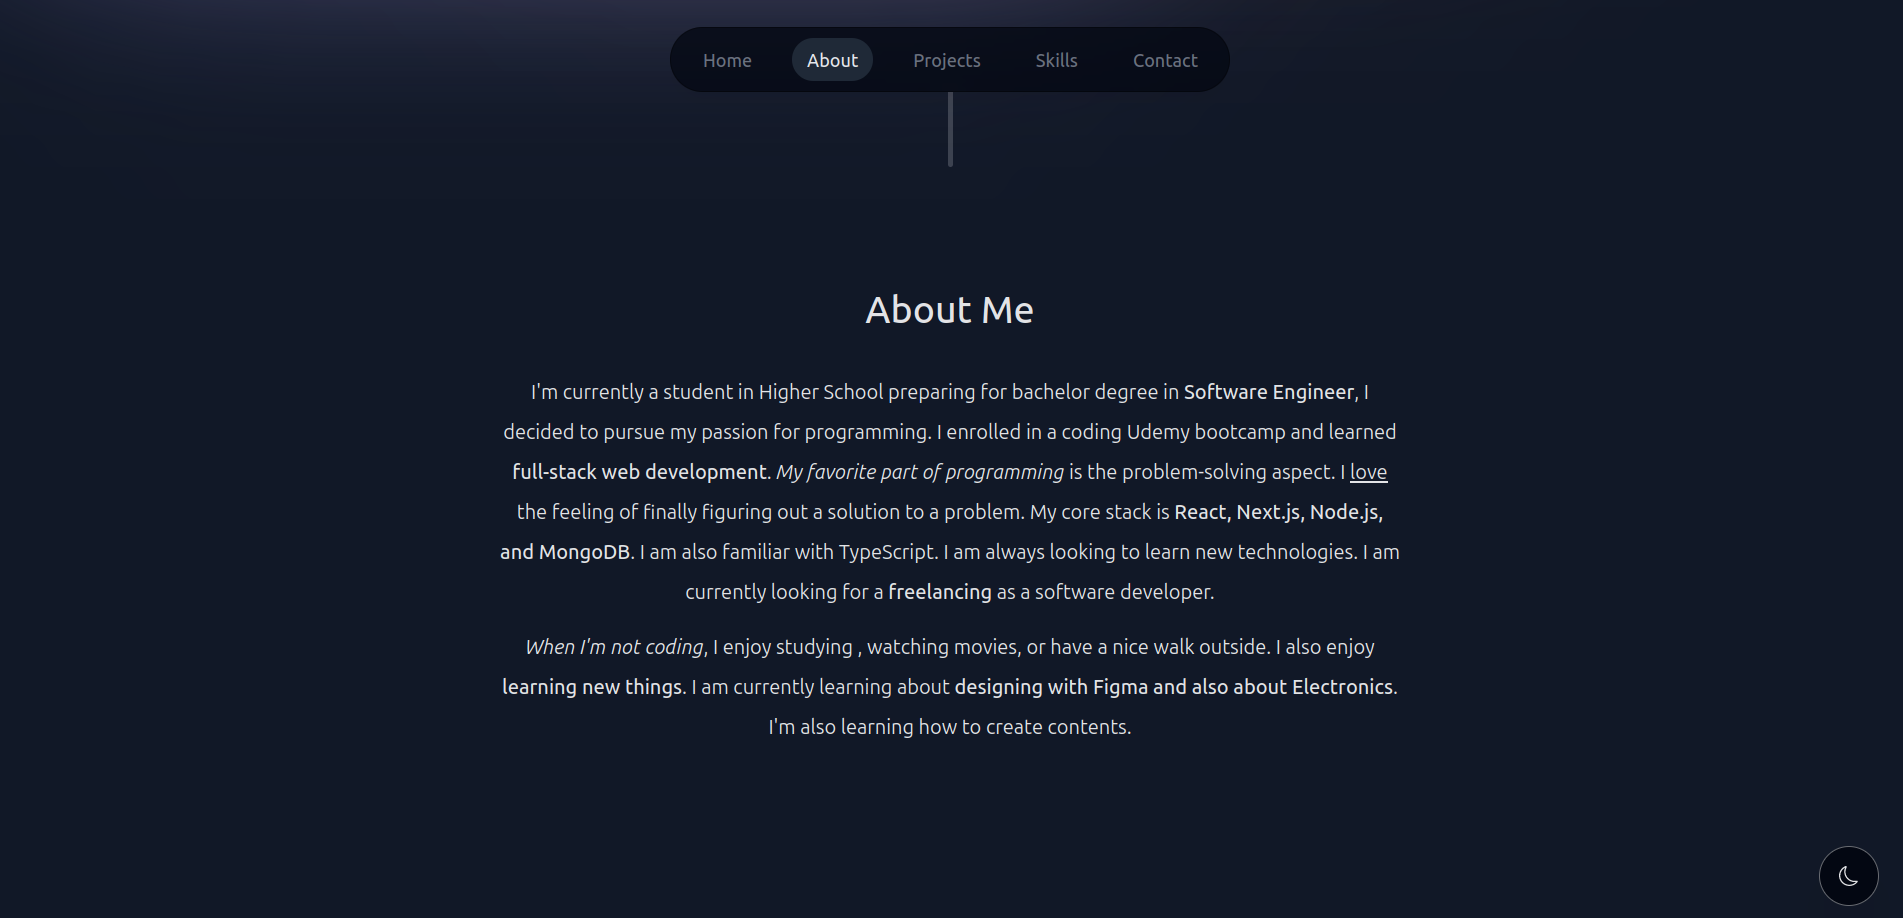 Home About Projects Skills Contact
About Me
I'm currently a student in Higher School preparing for bachelor degree in Software Engineer, I
decided to pursue my passion for programming. I enrolled in a coding Udemy bootcamp and learned
full-stack web development. My favorite part of programming is the problem-solving aspect. I love
the feeling of finally figuring out a solution to a problem. My core stack is React, Next.js, Node.js,
and MongoDB. I am also familiar with TypeScript. I am always looking to learn new technologies. I am
currently looking for a freelancing as a software developer.
When I'm not coding, I enjoy studying , watching movies, or have a nice walk outside. I also enjoy
learning new things. I am currently learning about designing with Figma and also about Electronics.
I'm also learning how to create contents.